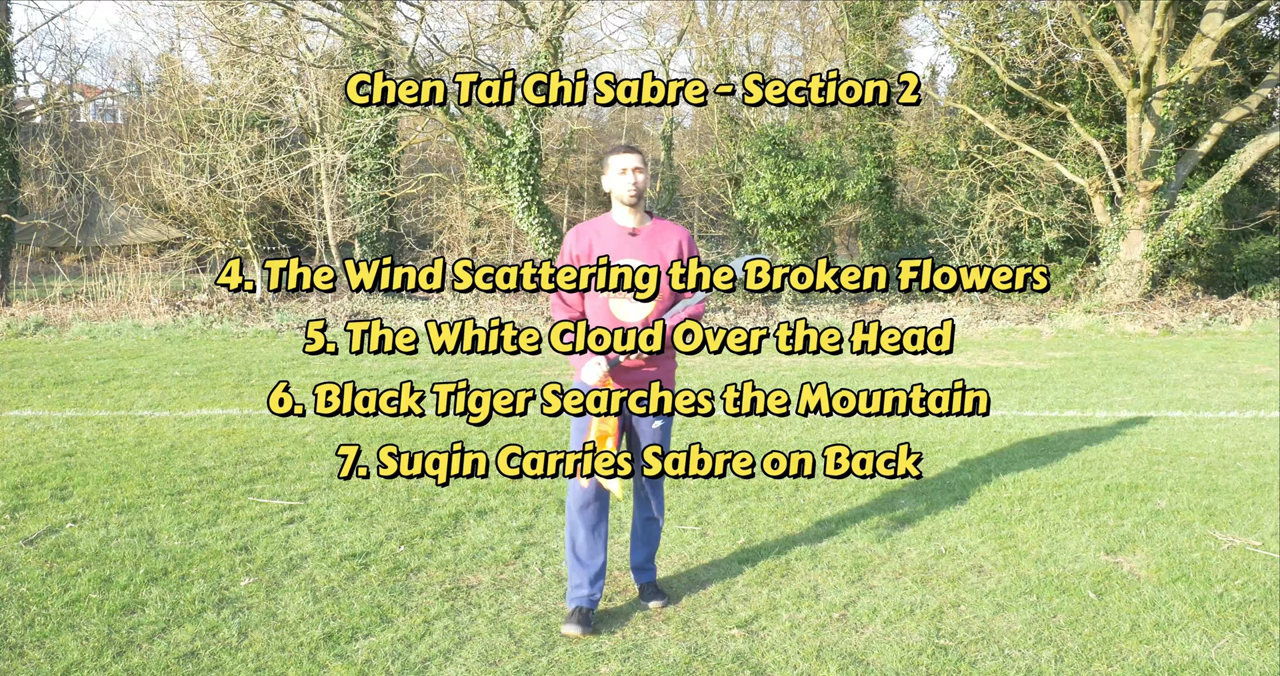 Chen Tai Chi Sabre - Section 2
4. The Wind Scattering the Broken Flowers
5. The White Cloud Over the Head
6. Black Tiger Searches the Mountain
7. Suqin Carries Sabre on Back